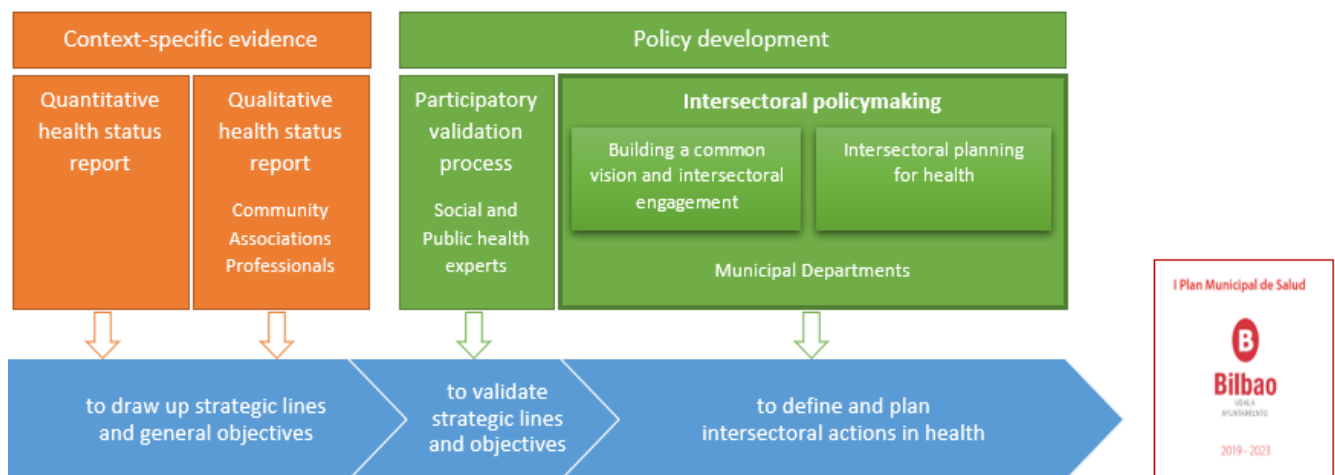 Context-specific evidence
Policy development
Quantitative
health status
report
Qualitative
health status
report
Community
Associations
Professionals
Participatory
validation
process
Social and
Public health
experts
Intersectoral policymaking
Building a common
vision and intersectoral
engagement
Intersectoral planning
for health
Municipal Departments
to draw up strategic lines
and general objectives
to validate
strategic lines
and objectives
to define and plan
intersectoral actions in health
I Plan Municipal de Salud
B
Bilbao
UDALA
AYUNTAMIENTO
2019 - 2023